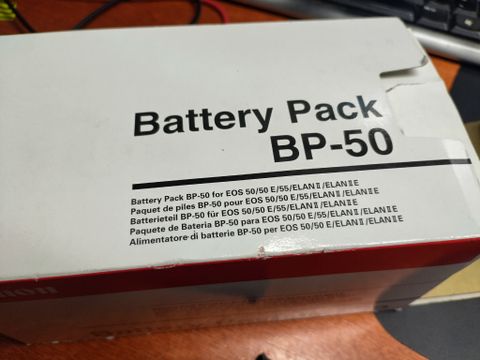 Battery Pack
BP-50
Battery Pack BP-50 for EOS 50/50 E/55/ELAN II/ELAN II E
Paquet de piles BP-50 pour EOS 50/50 E/55/ELAN II/ELAN II E
Batterieteil BP-50 für EOS 50/50 E/55/ELAN II/ELAN II E
Paquete de Bateria BP-50 para EOS 50/50 E/55/ELAN II/ELAN II E
Alimentatore di batterie BP-50 per EOS 50/50 E/ELAN II/ELAN II E